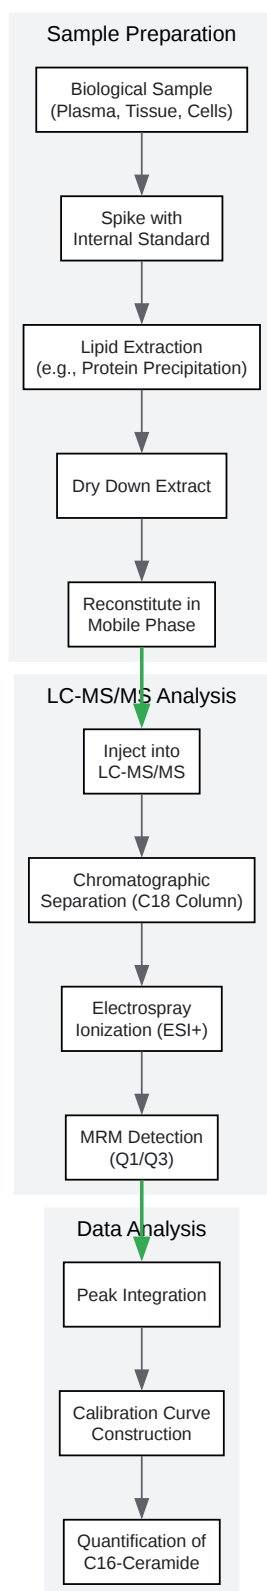 Sample Preparation
Biological Sample
(Plasma, Tissue, Cells)
Spike with
Internal Standard
Lipid Extraction
(e.g., Protein Precipitation)
Dry Down Extract
Reconstitute in
Mobile Phase
LC-MS/MS Analysis
Inject into
LC-MS/MS
Chromatographic
Separation (C18 Column)
Electrospray
Ionization (ESI+)
MRM Detection
(Q1/Q3)
Data Analysis
Peak Integration
Calibration Curve
Construction
Quantification of
C16-Ceramide